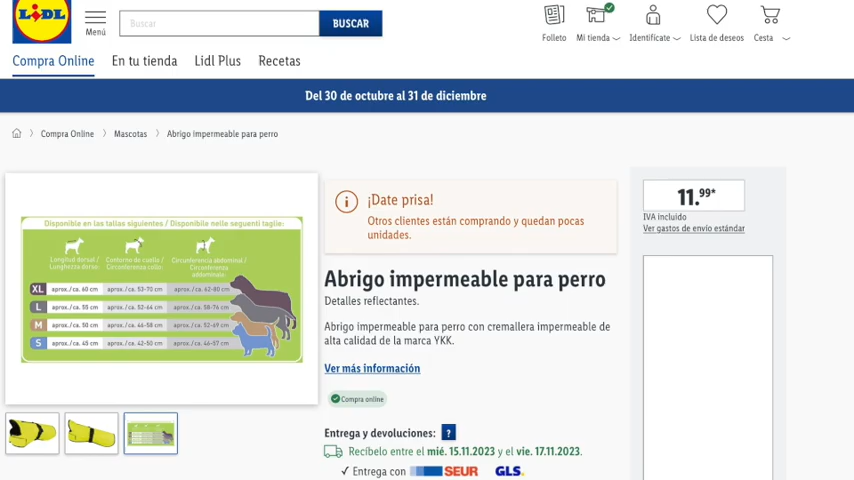 LIDL
Menú
Buscar
BUSCAR
Folleto
Mi tienda
Identifícate
Lista de deseos
Cesta
Compra Online
En tu tienda
Lidl Plus
Recetas
Del 30 de octubre al 31 de diciembre
Compra Online
Mascotas
Abrigo impermeable para perro
Disponible en las tallas siguientes / Disponibile nelle seguenti taglie:
Longitud dorsal /
Lunghezza dorso:
Contorno de cuello /
Circonferenza collo:
Circunferencia abdominal /
Circonferenza
addominale:
XL aprox./ca. 60 cm aprox./ca. 53-70 cm aprox./ca. 62-80 cm
L aprox./ca. 55 cm aprox./ca. 52-64 cm aprox./ca. 58-76 cm
M aprox./ca. 50 cm aprox./ca. 46-58 cm aprox./ca. 52-69 cm
S aprox./ca. 45 cm aprox./ca. 42-50 cm aprox./ca. 46-57 cm
¡Date prisa!
Otros clientes están comprando y quedan pocas
unidades.
Abrigo impermeable para perro
Detalles reflectantes.
Abrigo impermeable para perro con cremallera impermeable de
alta calidad de la marca YKK.
Ver más información
Compra online
Entrega y devoluciones: ?
Recíbelo entre el mié. 15.11.2023 y el vie. 17.11.2023.
✓ Entrega con SEUR GLS.
11.99*
IVA incluido
Ver gastos de envío estándar